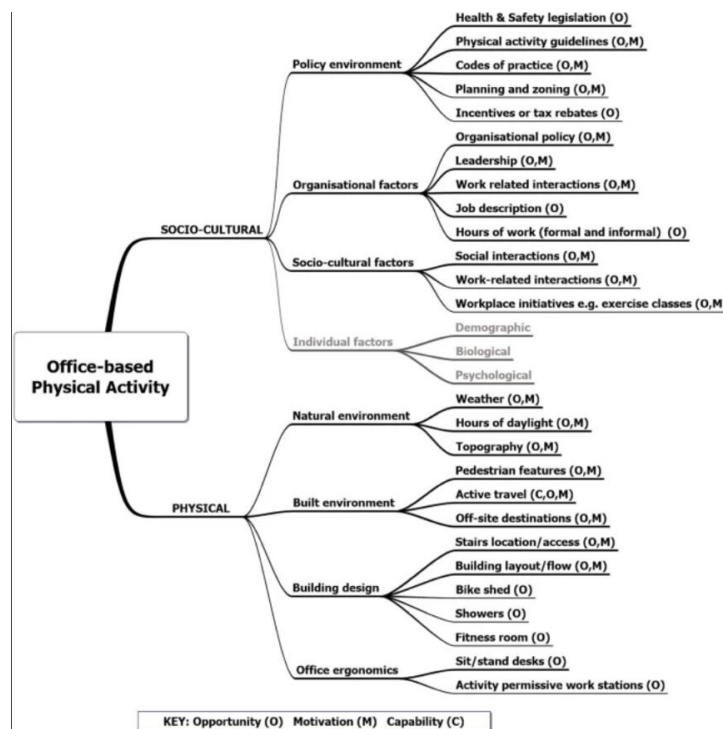 Health & Safety legislation (O)
Physical activity guidelines (O,M)
Policy environment
Codes of practice (O,M)
Planning and zoning (O,M)
Incentives or tax rebates (O)
Organisational policy (O,M)
Leadership (O,M)
Organisational factors
Work related interactions (O,M)
Job description (O)
SOCIO-CULTURAL
Hours of work (formal and informal) (O)
Social interactions (O,M)
Socio-cultural factors
Work-related interactions (O,M)
Workplace initiatives e.g. exercise classes (O,M
Demographic
Individual factors
Biological
Psychological
Office-based
Physical Activity
Weather (O,M)
Natural environment
Hours of daylight (O,M)
Topography (O,M)
Pedestrian features (O,M)
Built environment
Active travel (C,O,M)
PHYSICAL
Off-site destinations (O,M)
Stairs location/access (O,M)
Building layout/flow (O,M)
Building design
Bike shed (O)
Showers (O)
Fitness room (O)
Sit/stand desks (O)
Office ergonomics
Activity permissive work stations (O)
KEY: Opportunity (O) Motivation (M) Capability (C)